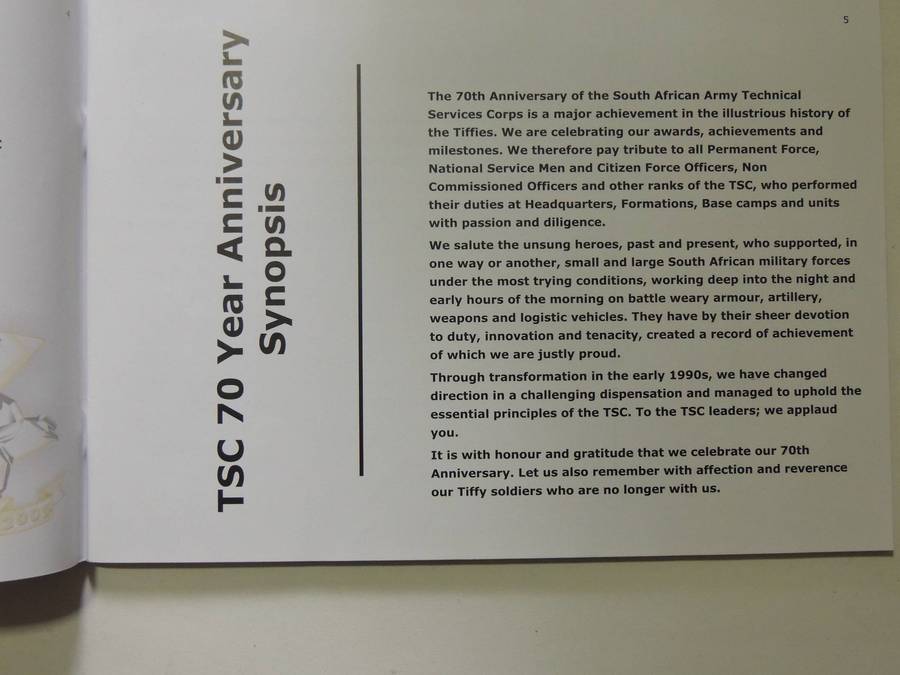 5
TSC 70 Year Anniversary
Synopsis
The 70th Anniversary of the South African Army Technical
Services Corps is a major achievement in the illustrious history of
the Tiffies. We are celebrating our awards, achievements and
milestones. We therefore pay tribute to all Permanent Force,
National Service Men and Citizen Force Officers, Non
Commissioned Officers and other ranks of the TSC, who performed
their duties at Headquarters, Formations, Base camps and units
with passion and diligence.
We salute the unsung heroes, past and present, who supported, in
one way or another, small and large South African military forces
under the most trying conditions, working deep into the night and
early hours of the morning on battle weary armour, artillery,
weapons and logistic vehicles. They have by their sheer devotion
to duty, innovation and tenacity, created a record of achievement
of which we are justly proud.
Through transformation in the early 1990s, we have changed
direction in a challenging dispensation and managed to uphold the
essential principles of the TSC. To the TSC leaders; we applaud
you.
It is with honour and gratitude that we celebrate our 70th
Anniversary. Let us also remember with affection and reverence
our Tiffy soldiers who are no longer with us.